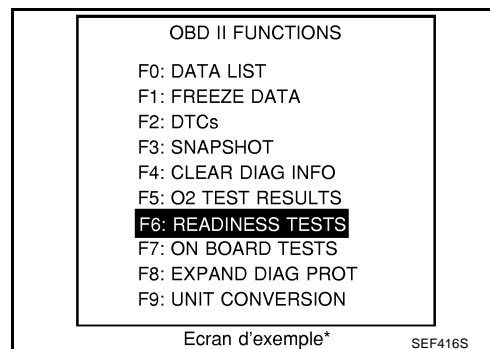 OBD II FUNCTIONS
F0: DATA LIST
F1: FREEZE DATA
F2: DTCs
F3: SNAPSHOT
F4: CLEAR DIAG INFO
F5: O2 TEST RESULTS
F6: READINESS TESTS
F7: ON BOARD TESTS
F8: EXPAND DIAG PROT
F9: UNIT CONVERSION
Ecran d'exemple*
SEF416S